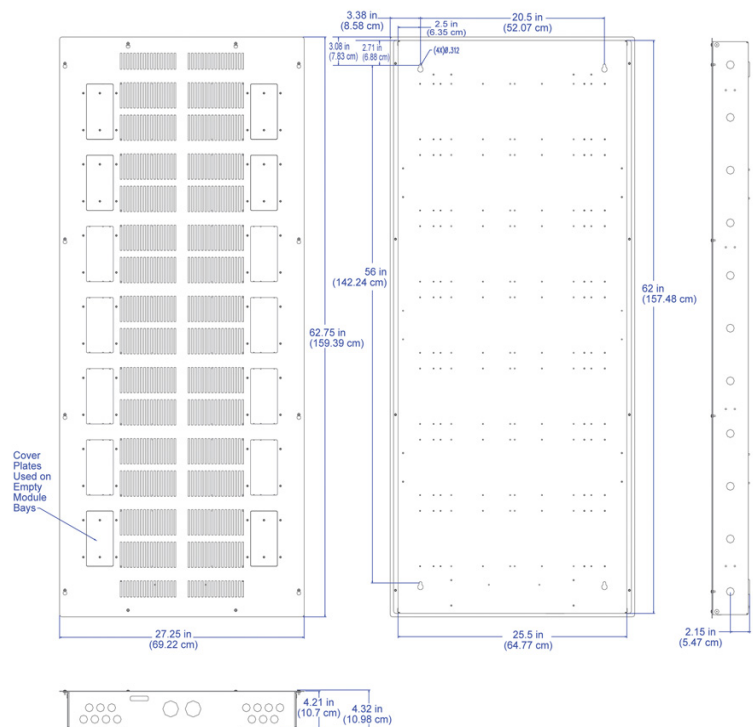 3.38 in
(8.58 cm)
20.5 in
(52.07 cm)
2.5 in
(6.35 cm)
3.08 in
(7.83 cm)
2.71 in
(6.88 cm)
(4X)Ø.312
56 in
(142.24 cm)
62 in
(157.48 cm)
62.75 in
(159.39 cm)
Cover
Plates
Used on
Empty
Module
Bays
27.25 in
(69.22 cm)
25.5 in
(64.77 cm)
2.15 in
(5.47 cm)
4.21 in
(10.7 cm)
4.32 in
(10.98 cm)